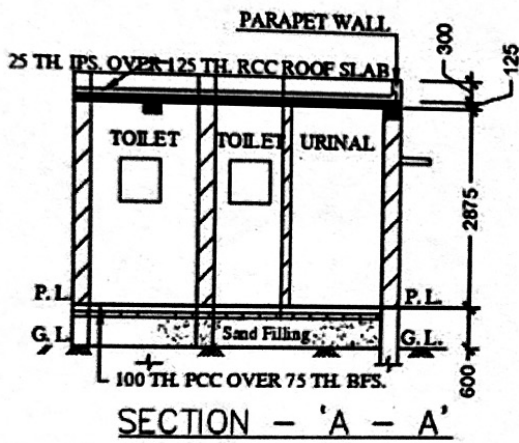 PARAPET WALL
300
125
25 TH. IPS. OVER 125 TH. RCC ROOF SLAB
TOILET
TOILET
URINAL
2875
P. L.
P. L.
Sand Filling
G. L.
G. L.
600
100 TH. PCC OVER 75 TH. BFS.
SECTION - 'A - A'